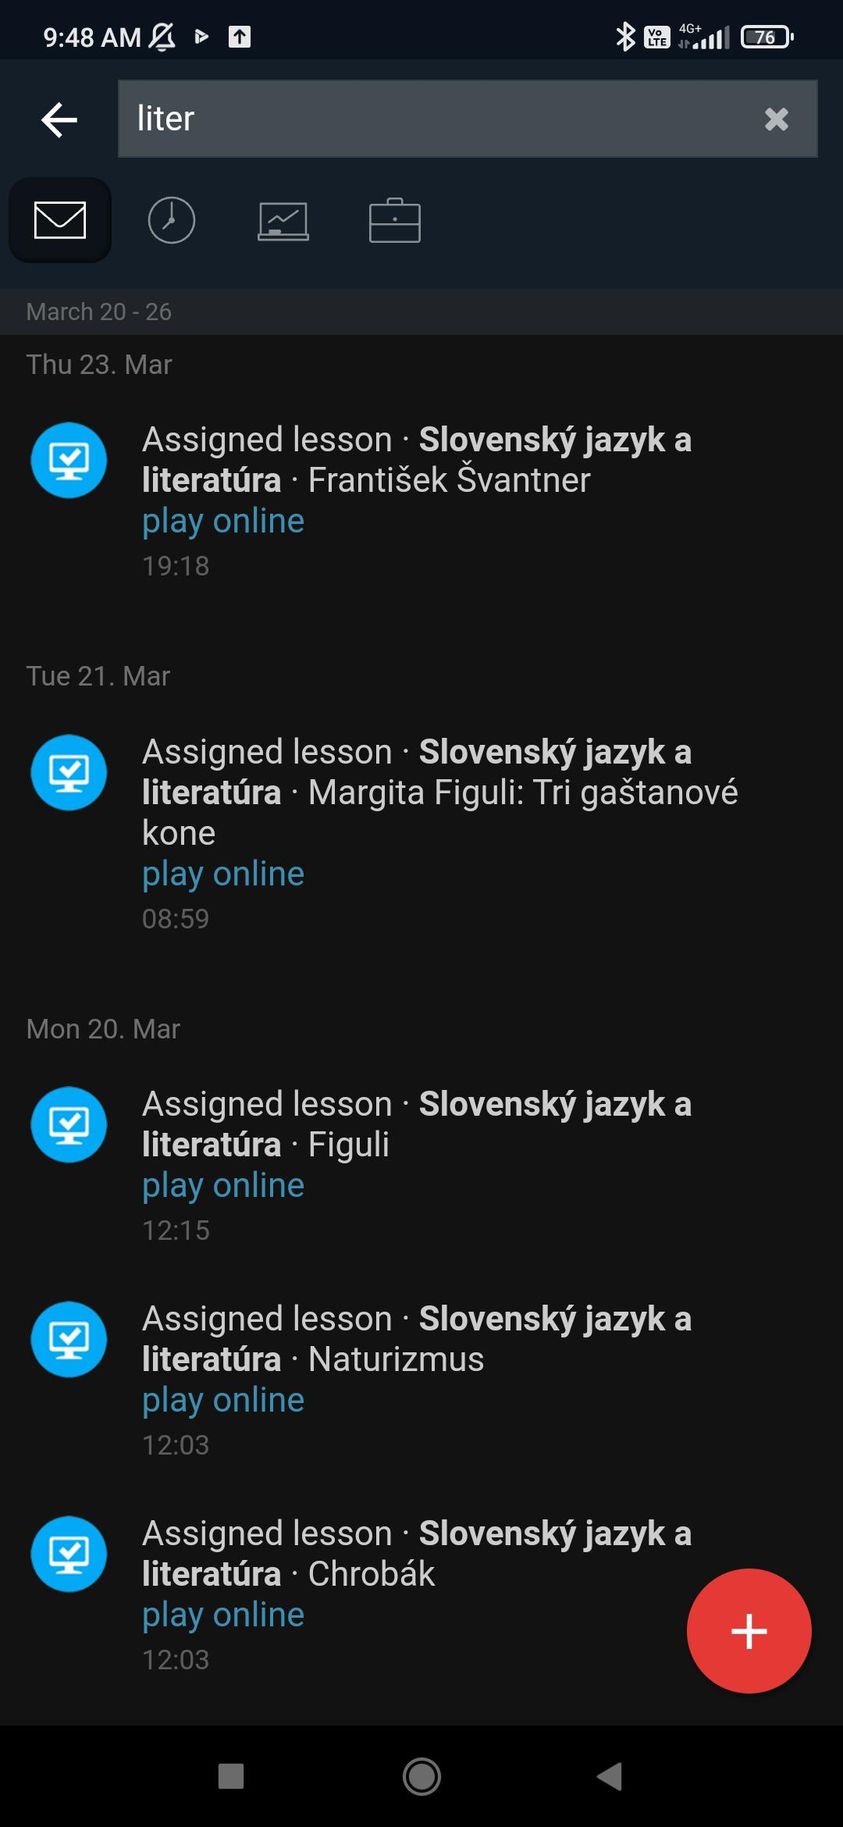 9:48 AM
Vo LTE 4G+ 76
liter
March 20 - 26
Thu 23. Mar
Assigned lesson · Slovenský jazyk a
literatúra · František Švantner
play online
19:18
Tue 21. Mar
Assigned lesson · Slovenský jazyk a
literatúra · Margita Figuli: Tri gaštanové
kone
play online
08:59
Mon 20. Mar
Assigned lesson · Slovenský jazyk a
literatúra · Figuli
play online
12:15
Assigned lesson · Slovenský jazyk a
literatúra · Naturizmus
play online
12:03
Assigned lesson · Slovenský jazyk a
literatúra · Chrobák
play online
12:03